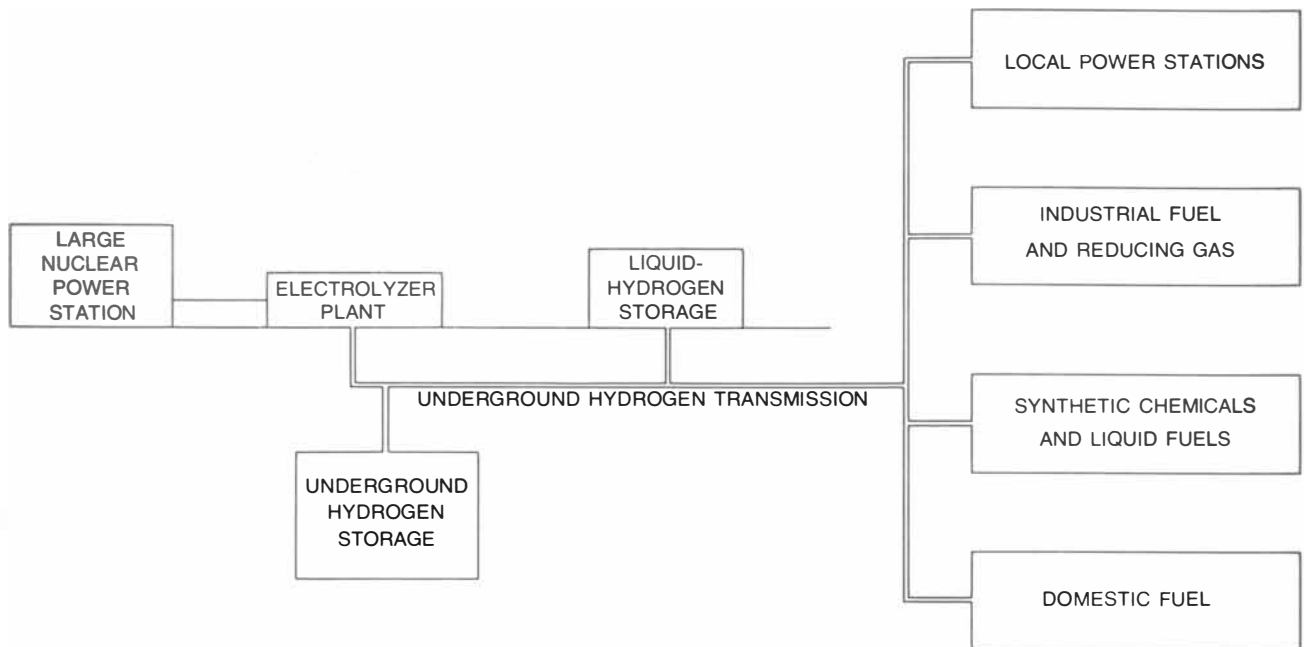 LOCAL POWER STATIONS
INDUSTRIAL FUEL
AND REDUCING GAS
LARGE
NUCLEAR
POWER
STATION
ELECTROLYZER
PLANT
LIQUID-
HYDROGEN
STORAGE
UNDERGROUND HYDROGEN TRANSMISSION
UNDERGROUND
HYDROGEN
STORAGE
SYNTHETIC CHEMICALS
AND LIQUID FUELS
DOMESTIC FUEL